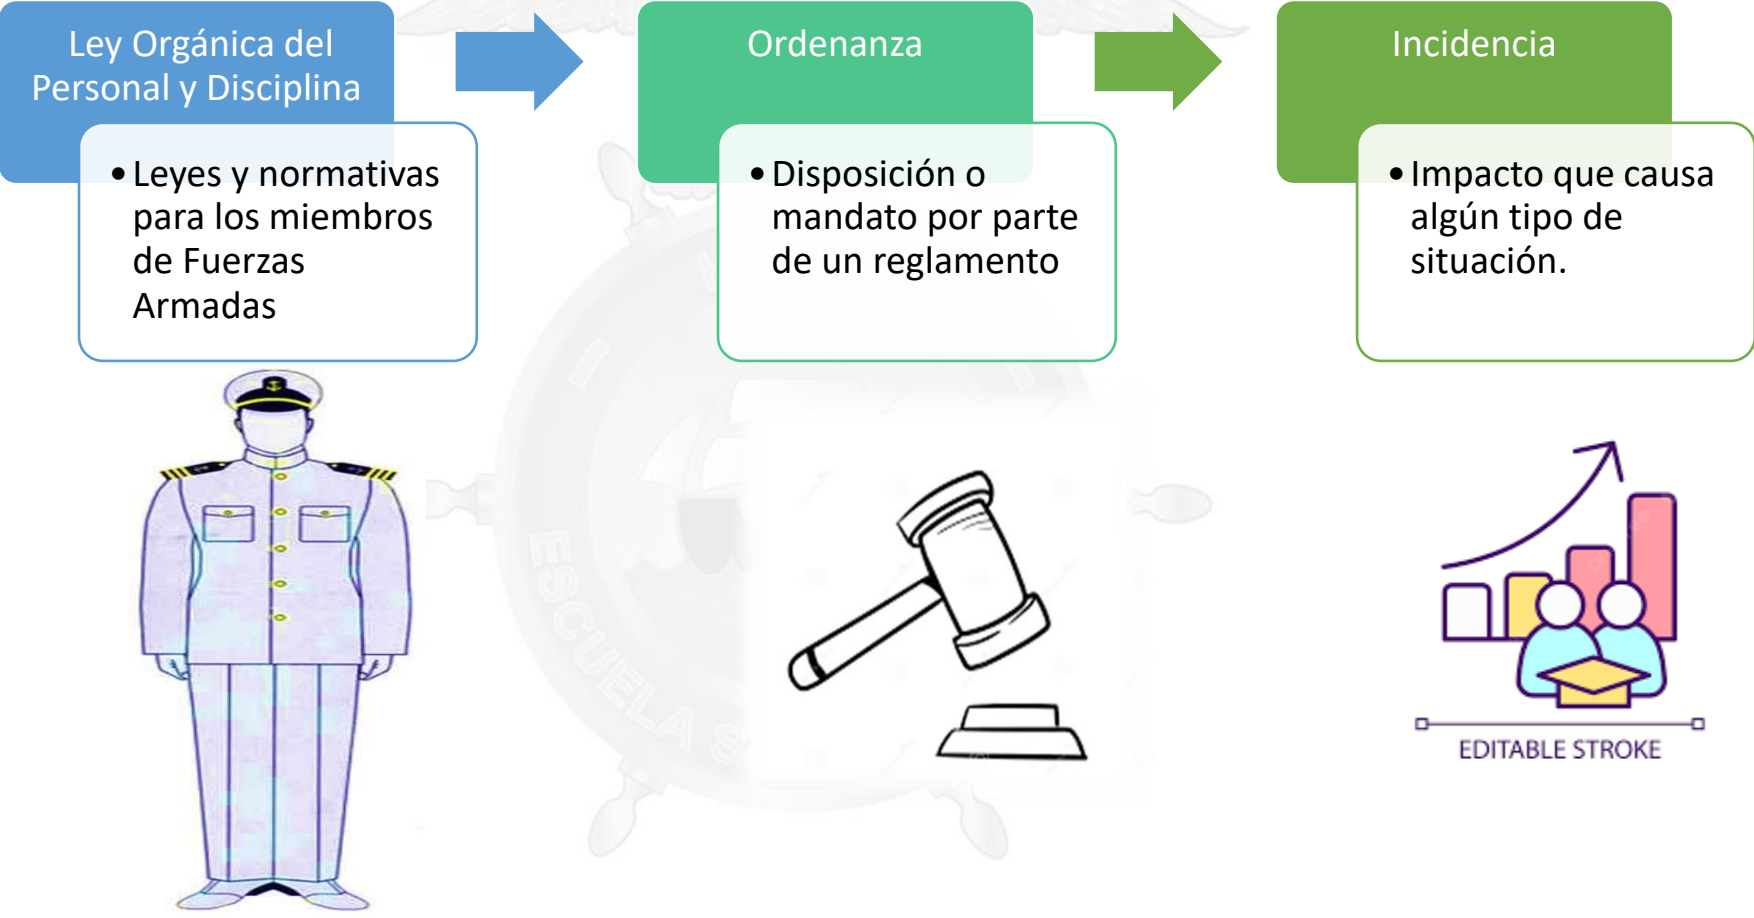 Ley Orgánica del
Personal y Disciplina
• Leyes y normativas
para los miembros
de Fuerzas
Armadas
Ordenanza
• Disposición o
mandato por parte
de un reglamento
Incidencia
• Impacto que causa
algún tipo de
situación.
ESCUELA
EDITABLE STROKE